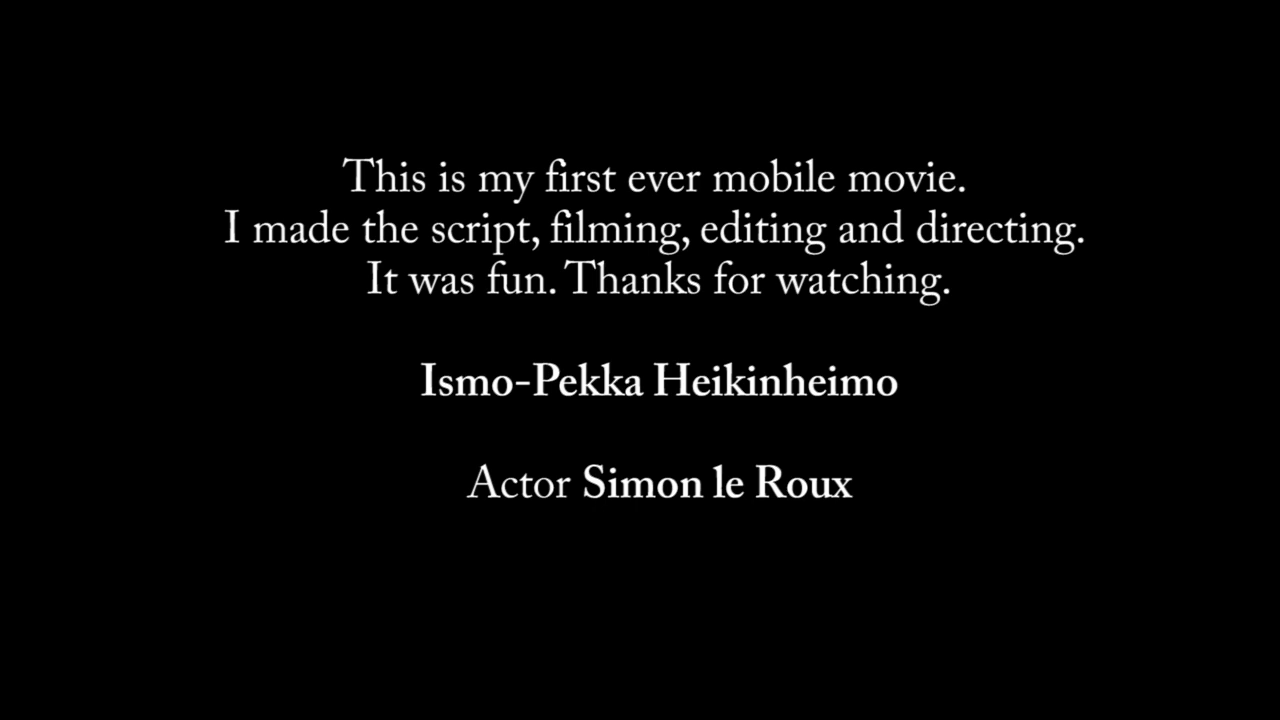 This is my first ever mobile movie.
I made the script, filming, editing and directing.
It was fun. Thanks for watching.
Ismo-Pekka Heikinheimo
Actor Simon le Roux